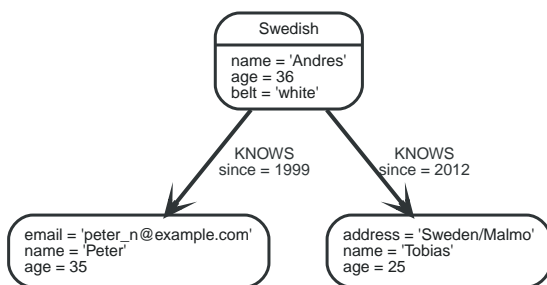 Swedish
name = 'Andres'
age = 36
belt = 'white'
KNOWS
since = 1999
KNOWS
since = 2012
email = 'peter_n@example.com'
name = 'Peter'
age = 35
address = 'Sweden/Malmo'
name = 'Tobias'
age = 25